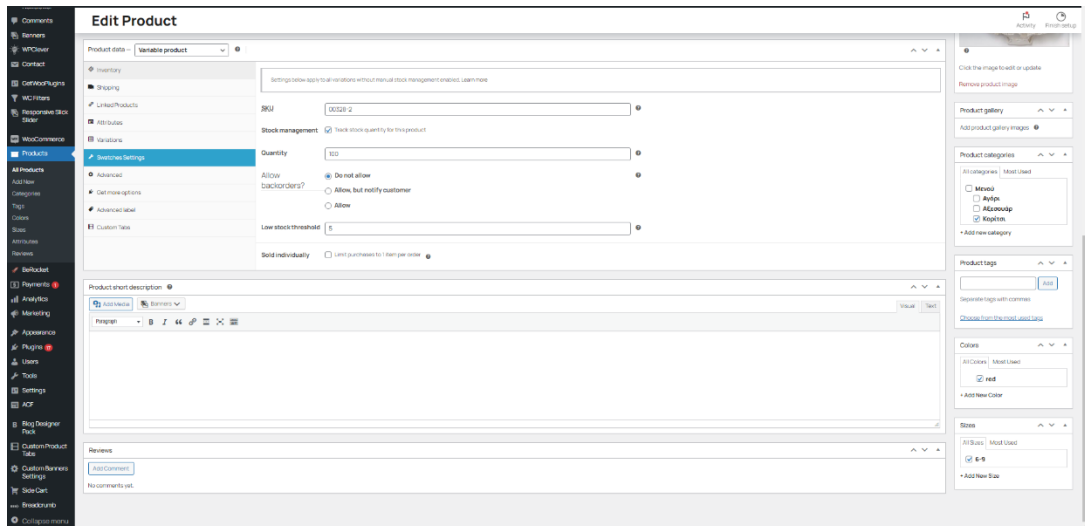 Comments
Banners
WPClever
Contact
GetWooPlugins
WC Filters
Responsive Slick
Slider
WooCommerce
Products
All Products
Add New
Categories
Tags
Colors
Sizes
Attributes
Reviews
BeRocket
Payments 1
Analytics
Marketing
Appearance
Plugins 17
Users
Tools
Settings
ACF
Blog Designer
Pack
Custom Product
Tabs
Custom Banners
Settings
Side Cart
Breadcrumb
Collapse menu
Edit Product
Activity
Finish setup
Product data — Variable product
Inventory
Shipping
Linked Products
Attributes
Variations
Swatches Settings
Advanced
Get more options
Advanced label
Custom Tabs
Settings below apply to all variations without manual stock management enabled. Learn more
SKU
00328-2
Stock management
Track stock quantity for this product
Quantity
100
Allow
backorders?
Do not allow
Allow, but notify customer
Allow
Low stock threshold
5
Sold individually
Limit purchases to 1 item per order
Product short description
Add Media
Banners
Visual
Text
Paragraph
B I
Reviews
Add Comment
No comments yet.
Click the image to edit or update
Remove product image
Product gallery
Add product gallery images
Product categories
All categories
Most Used
Μενού
Αγόρι
Αξεσουάρ
Κορίτσι
+ Add new category
Product tags
Add
Separate tags with commas
Choose from the most used tags
Colors
All Colors
Most Used
red
+ Add New Color
Sizes
All Sizes
Most Used
6-9
+ Add New Size